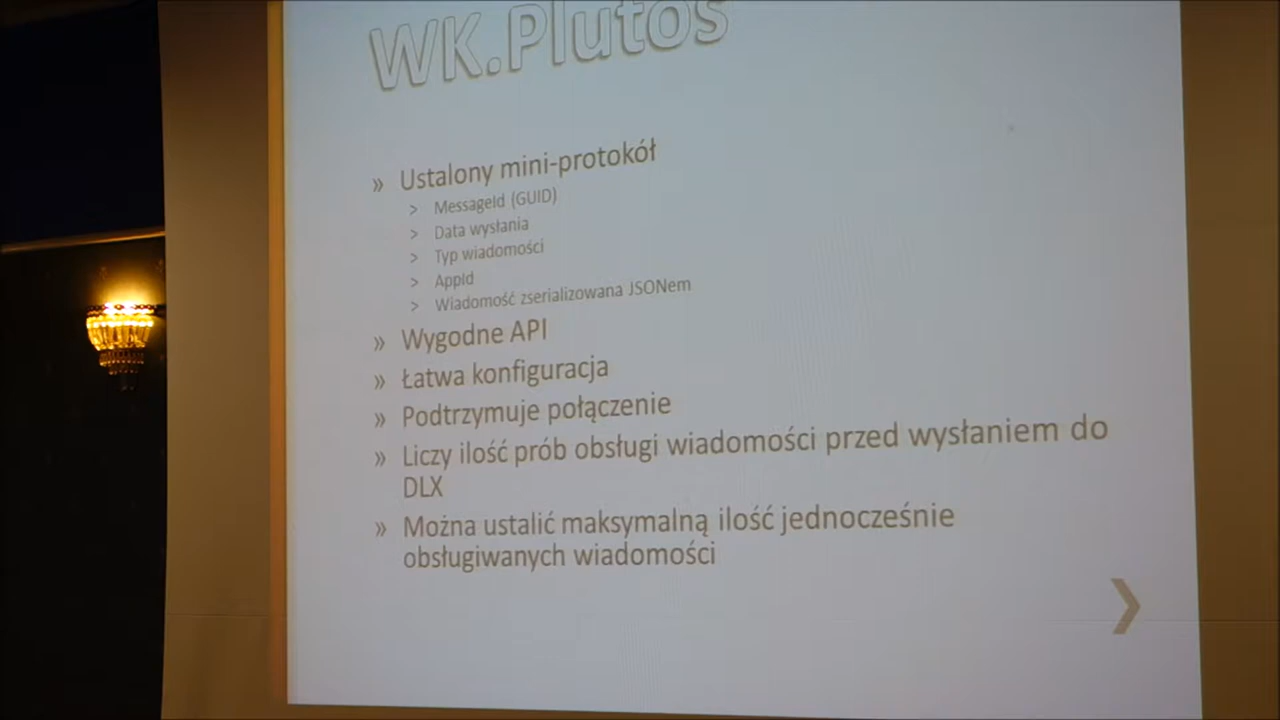 WK.Plutos
» Ustalony mini-protokół
> MessageId (GUID)
> Data wysłania
> Typ wiadomości
> AppId
> Wiadomość zserializowana JSONem
» Wygodne API
» Łatwa konfiguracja
» Podtrzymuje połączenie
» Liczy ilość prób obsługi wiadomości przed wysłaniem do
DLX
» Można ustalić maksymalną ilość jednocześnie
obsługiwanych wiadomości